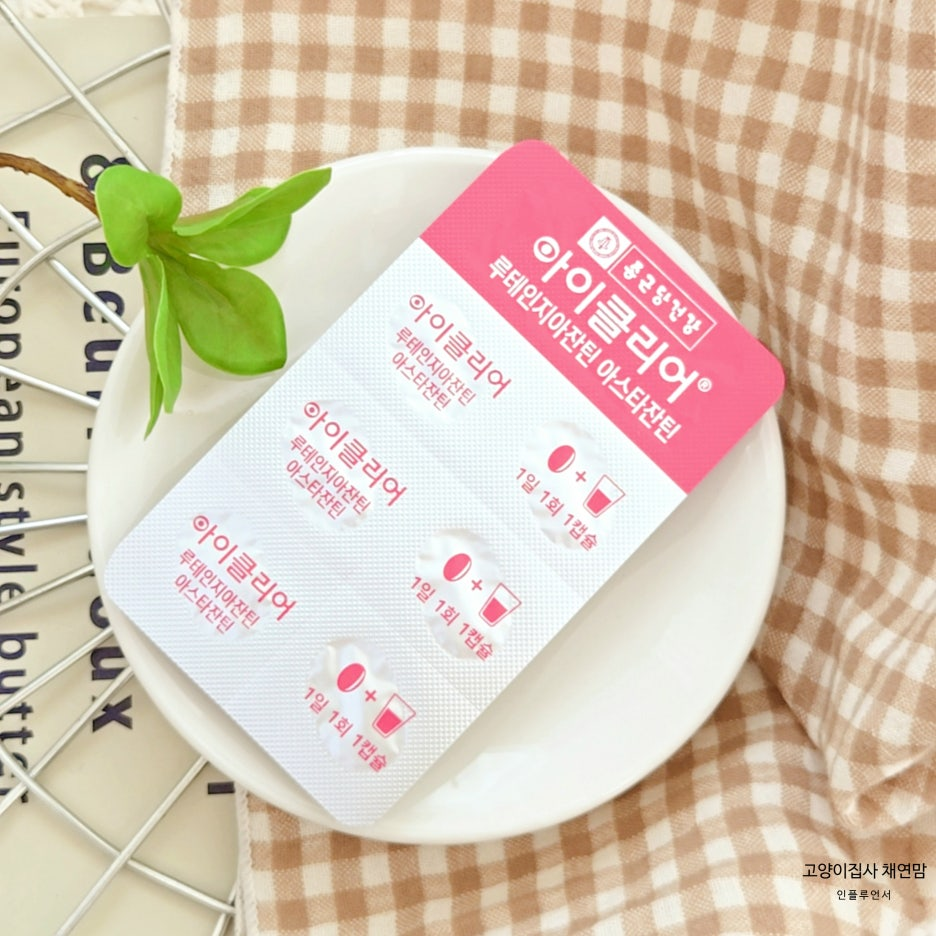 종근당건강
아이클리어®
루테인지아잔틴 아스타잔틴
아이클리어
루테인지아잔틴
아스타잔틴
+
1일 1회 1캡슐
아이클리어
루테인지아잔틴
아스타잔틴
+
1일 1회 1캡슐
아이클리어
루테인지아잔틴
아스타잔틴
+
1일 1회 1캡슐
European style butter
고양이집사 채연맘
인플루언서